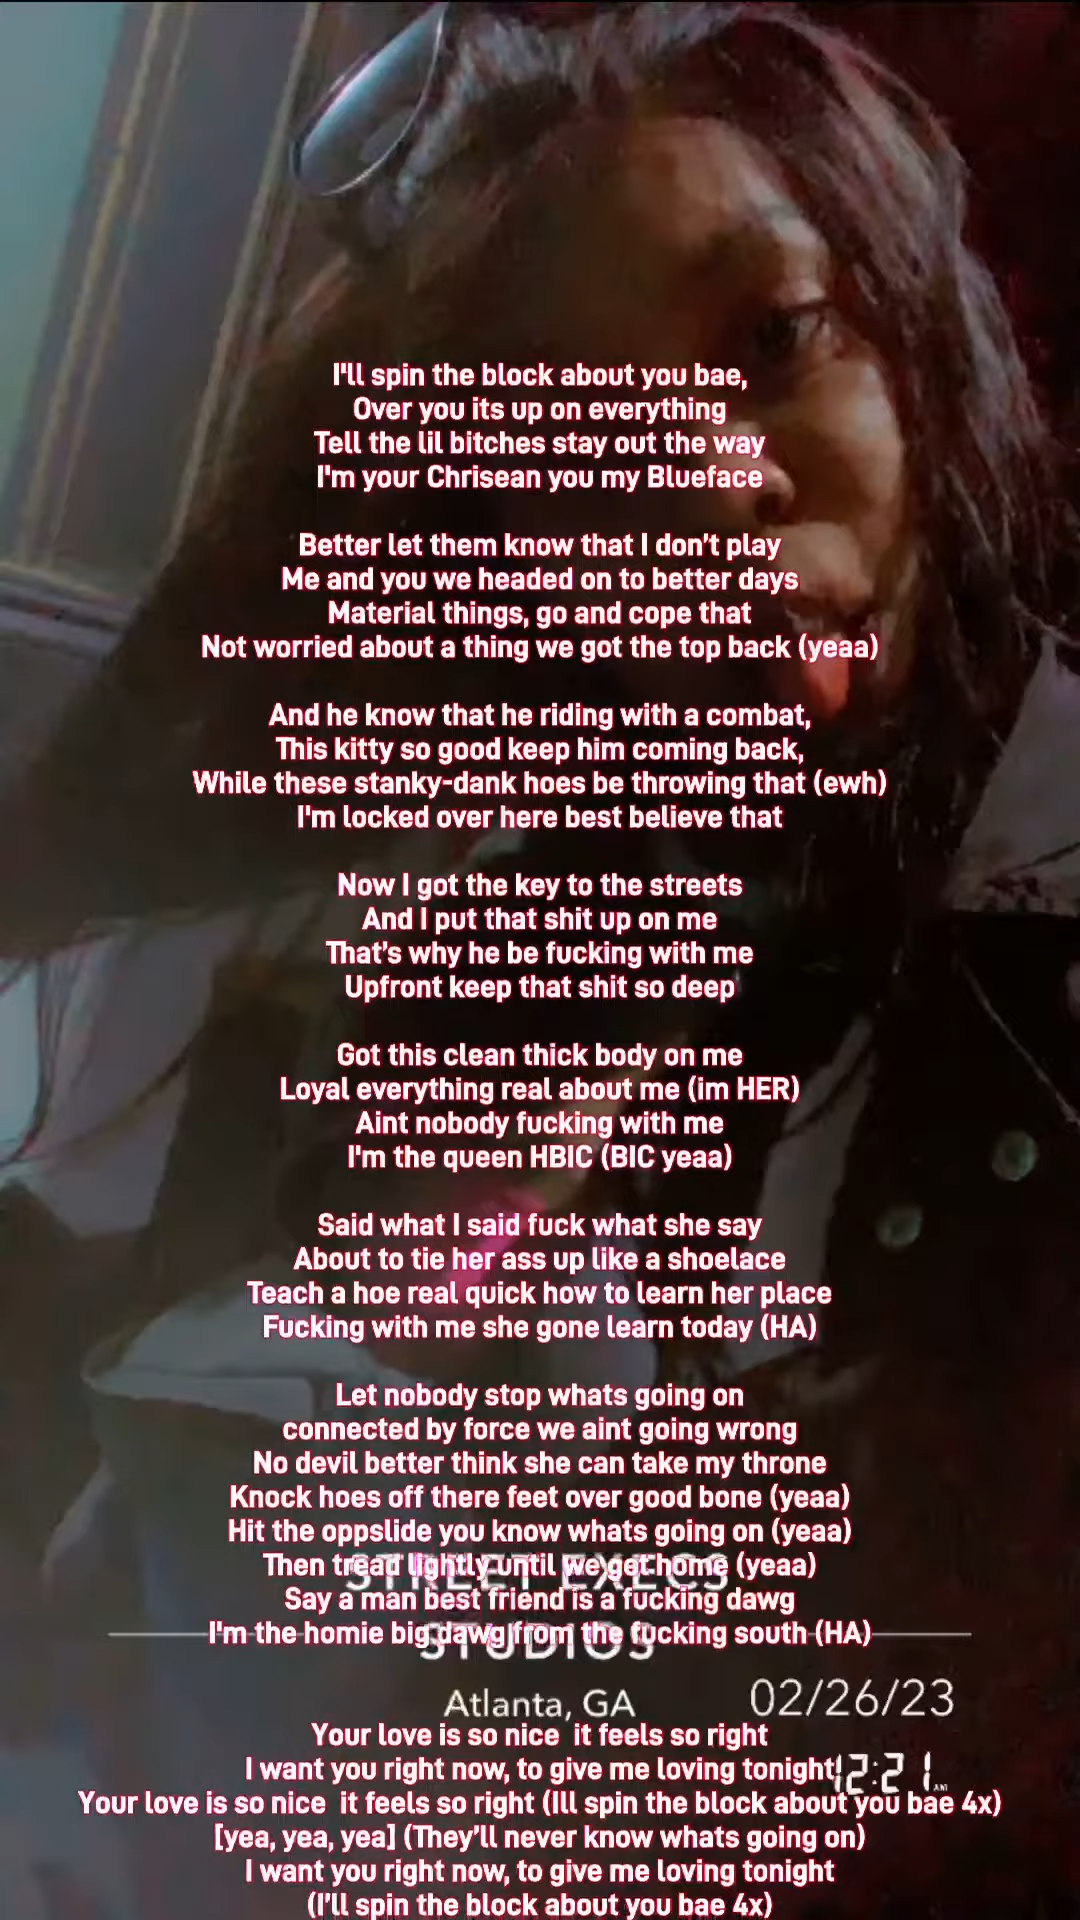 I'll spin the block about you bae,
Over you its up on everything
Tell the lil bitches stay out the way
I'm your Chrisean you my Blueface
Better let them know that I don't play
Me and you we headed on to better days
Material things, go and cope that
Not worried about a thing we got the top back (yeaa)
And he know that he riding with a combat,
This kitty so good keep him coming back,
While these stanky-dank hoes be throwing that (ewh)
I'm locked over here best believe that
Now I got the key to the streets
And I put that shit up on me
That's why he be fucking with me
Upfront keep that shit so deep
Got this clean thick body on me
Loyal everything real about me (im HER)
Aint nobody fucking with me
I'm the queen HBIC (BIC yeaa)
Said what I said fuck what she say
About to tie her ass up like a shoelace
Teach a hoe real quick how to learn her place
Fucking with me she gone learn today (HA)
Let nobody stop whats going on
connected by force we aint going wrong
No devil better think she can take my throne
Knock hoes off there feet over good bone (yeaa)
Hit the oppslide you know whats going on (yeaa)
Then tread lightly until we get home (yeaa)
STREET EXECS
Say a man best friend is a fucking dawg
I'm the homie big dawg from the fucking south (HA)
STUDIOS
Atlanta, GA
02/26/23
Your love is so nice  it feels so right
I want you right now, to give me loving tonight
12:21 AM
Your love is so nice  it feels so right (Ill spin the block about you bae 4x)
[yea, yea, yea] (They'll never know whats going on)
I want you right now, to give me loving tonight
(I'll spin the block about you bae 4x)